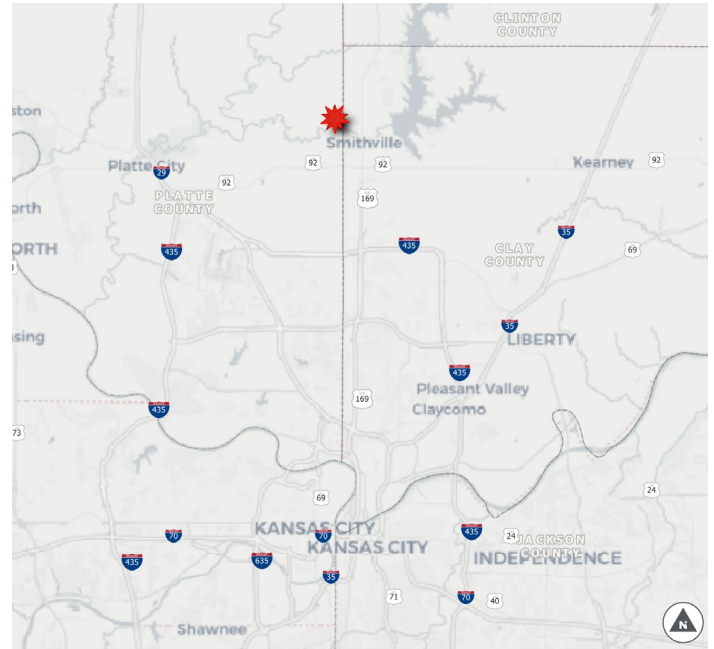 CLINTON
COUNTY
ston
Smithville
Platte City
92
92
Kearney
92
29
92
PLATTE
COUNTY
169
orth
ORTH
435
435
CLAY
COUNTY
35
69
3
sing
35
LIBERTY
435
Pleasant Valley
Claycomo
169
435
73
24
69
70
KANSAS CITY
70
KANSAS CITY
435
24
JACKSON
COUNTY
INDEPENDENCE
435
635
35
71
70
40
Shawnee
N